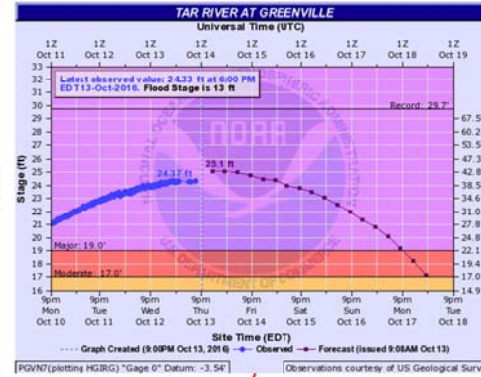 TAR RIVER AT GREENVILLE
Universal Time (UTC)
1Z 1Z 1Z 1Z 1Z 1Z 1Z 1Z 1Z
Oct 11 Oct 12 Oct 13 Oct 14 Oct 15 Oct 16 Oct 17 Oct 18 Oct 19
Latest observed value: 24.33 ft at 6:00 PM
EDT13-Oct-2016. Flood Stage is 13 ft
Record: 29.7'
NOAA
25.1 ft
24.37 ft
Major: 19.0'
Moderate: 17.0'
Stage (ft)
33
32
31
30
29
28
27
26
25
24
23
22
21
20
19
18
17
16
67.5
60.2
53.5
47.3
42.8
38.5
34.6
31.0
27.8
24.8
22.1
19.4
17.0
14.9
9pm 9pm 9pm 9pm 9pm 9pm 9pm 9pm 9pm
Mon Tue Wed Thu Fri Sat Sun Mon Tue
Oct 10 Oct 11 Oct 12 Oct 13 Oct 14 Oct 15 Oct 16 Oct 17 Oct 18
Site Time (EDT)
Graph Created (9:00PM Oct 13, 2016) Observed Forecast (issued 9:08AM Oct 13)
PGVN7(plotting HGIRG) "Gage 0" Datum: -3.54'
Observations courtesy of US Geological Surve